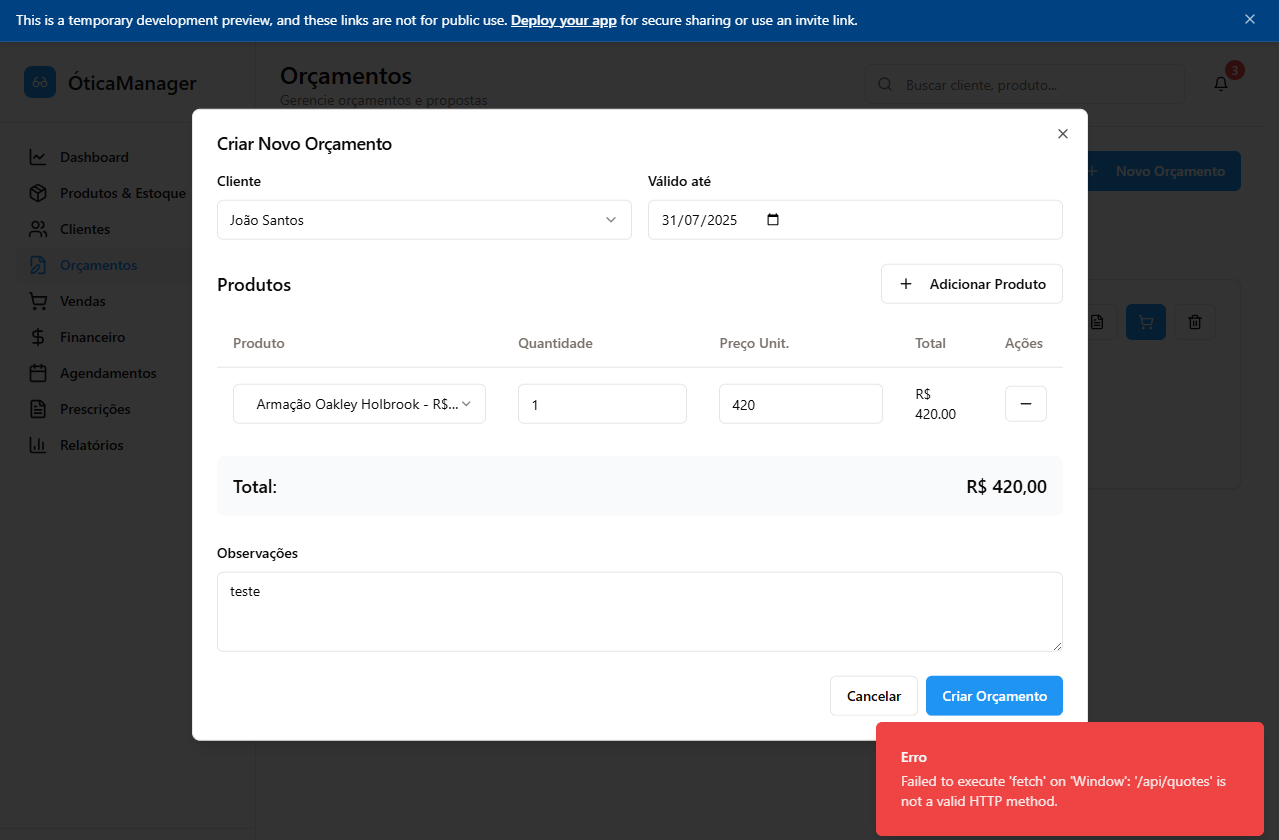 This is a temporary development preview, and these links are not for public use. Deploy your app for secure sharing or use an invite link.
ÓticaManager
Orçamentos
Gerencie orçamentos e propostas
Buscar cliente, produto...
3
Dashboard
Produtos & Estoque
Clientes
Orçamentos
Vendas
Financeiro
Agendamentos
Prescrições
Relatórios
Novo Orçamento
Criar Novo Orçamento
Cliente
Válido até
João Santos
31/07/2025
Produtos
Adicionar Produto
Produto Quantidade Preço Unit. Total Ações
Armação Oakley Holbrook - R$... 1 420 R$
420.00
Total: R$ 420,00
Observações
teste
Cancelar
Criar Orçamento
Erro
Failed to execute 'fetch' on 'Window': '/api/quotes' is
not a valid HTTP method.